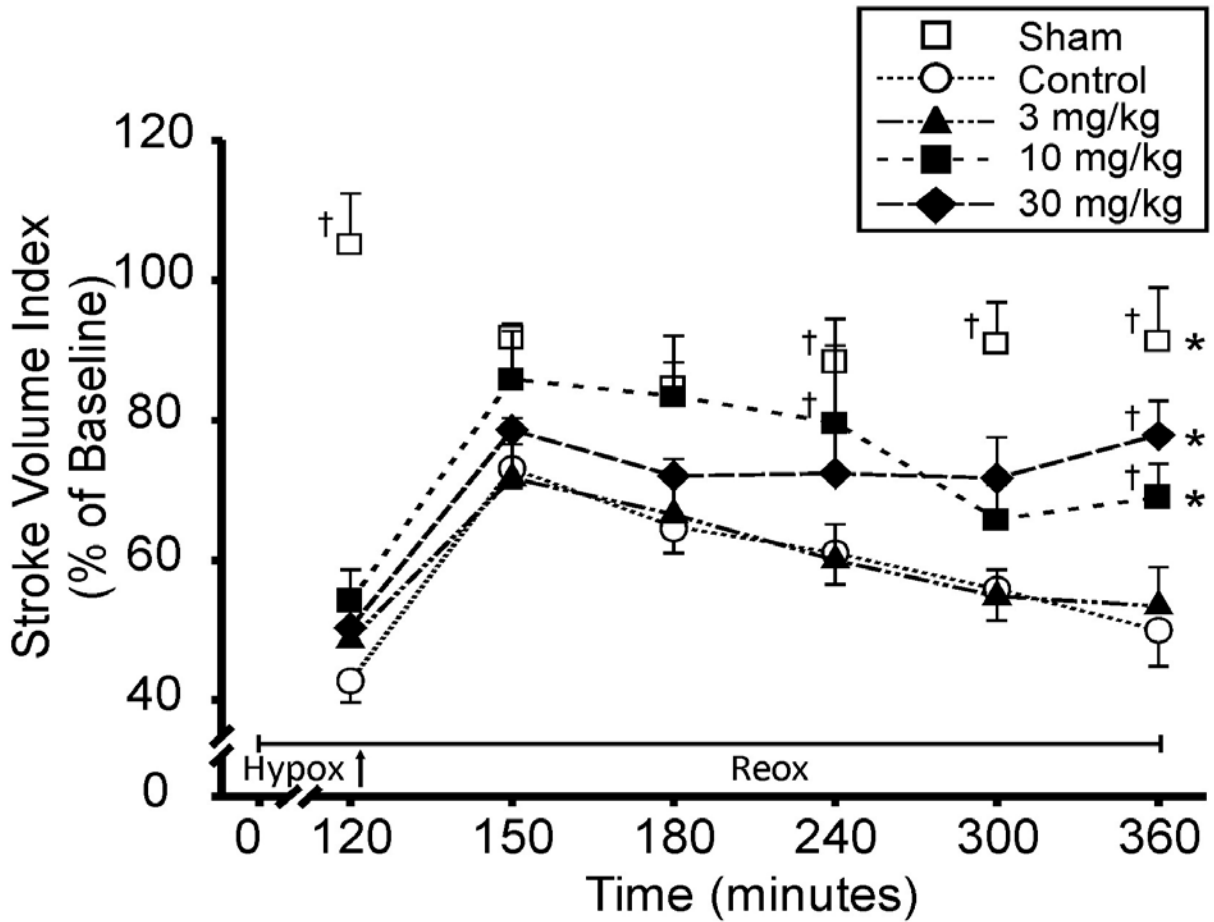 Sham
Control
3 mg/kg
10 mg/kg
30 mg/kg
Stroke Volume Index
(% of Baseline)
120
100
80
60
40
0
†
†
†
†
†
†
†
*
*
*
Hypox
Reox
0 120 150 180 240 300 360
Time (minutes)